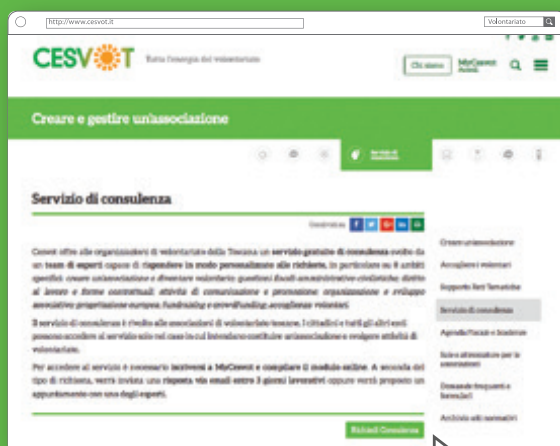 http://www.cesvot.it
Volontariato
CESVOT
Tutta l'energia del volontariato
Chi siamo
MyCesvot
Creare e gestire un'associazione
Servizio di
Servizio di consulenza
Condividi su
Cesvot offre alle organizzazioni di volontariato della Toscana un servizio gratuito di consulenza svolto da
un team di esperti capace di rispondere in modo personalizzato alle richieste, in particolare su 8 ambiti
specifici: creare un'associazione e diventare volontario; questioni fiscali amministrative civilistiche; diritto
al lavoro e forme contrattuali; attività di comunicazione e promozione; organizzazione e sviluppo
associativo; progettazione europea, fundraising e crowdfunding, accoglienza volontari.
Il servizio di consulenza è rivolto alle associazioni di volontariato toscane. I cittadini e tutti gli altri enti
possono accedere al servizio solo nel caso in cui intendano costituire un'associazione e svolgere attività di
volontariato.
Per accedere al servizio è necessario iscriversi a MyCesvot e compilare il modulo online. A seconda del
tipo di richiesta, verrà inviata una risposta via email entro 3 giorni lavorativi oppure verrà proposto un
appuntamento con uno degli esperti.
Richiedi Consulenza
Creare un'associazione
Accogliere i volontari
Supporto Reti Tematiche
Servizio di consulenza
Agenda Fiscale e Scadenze
Sale e attrezzature per le
associazioni
Domande frequenti e
formulari
Archivio atti normativi